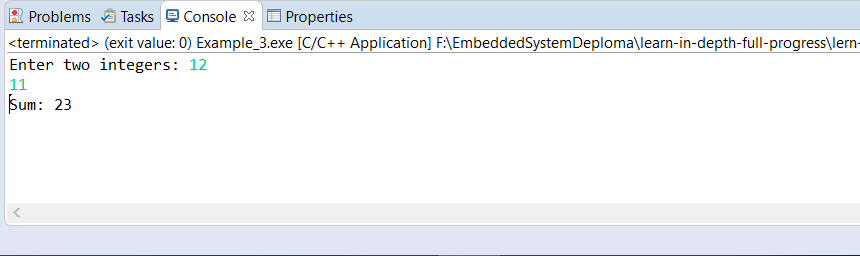 Problems Tasks Console Properties
<terminated> (exit value: 0) Example_3.exe [C/C++ Application] F:\EmbeddedSystemDeploma\learn-in-depth-full-progress\lern-
Enter two integers: 12
11
Sum: 23